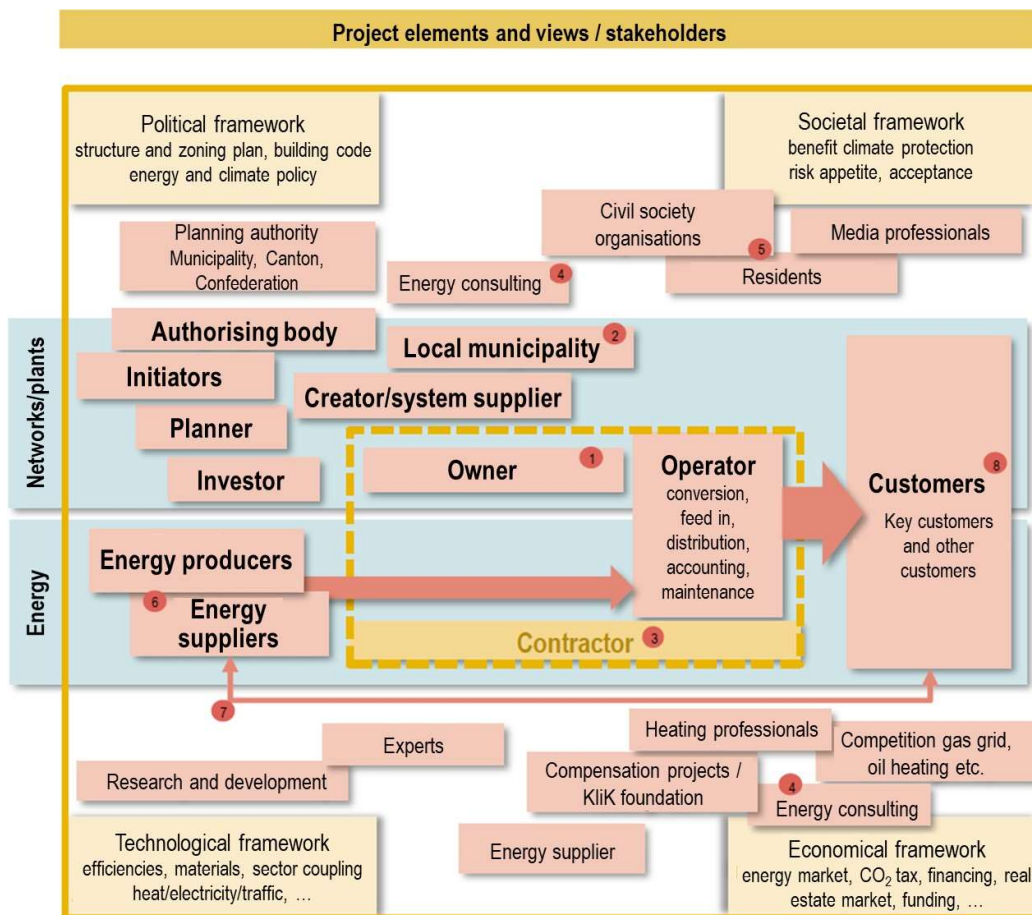 Project elements and views / stakeholders
Political framework
structure and zoning plan, building code
energy and climate policy
Societal framework
benefit climate protection
risk appetite, acceptance
Planning authority
Municipality, Canton,
Confederation
Energy consulting
4
Civil society
organisations
5
Media professionals
Residents
Networks/plants
Authorising body
Initiators
Planner
Investor
Local municipality
2
Creator/system supplier
Owner
1
Operator
conversion,
feed in,
distribution,
accounting,
maintenance
Customers
8
Key customers
and other
customers
Energy
Energy producers
6
Energy
suppliers
Contractor
3
7
Experts
Research and development
Heating professionals
Competition gas grid,
oil heating etc.
Compensation projects /
KliK foundation
4
Energy consulting
Energy supplier
Technological framework
efficiencies, materials, sector coupling
heat/electricity/traffic, …
Economical framework
energy market, CO₂ tax, financing, real
estate market, funding, …